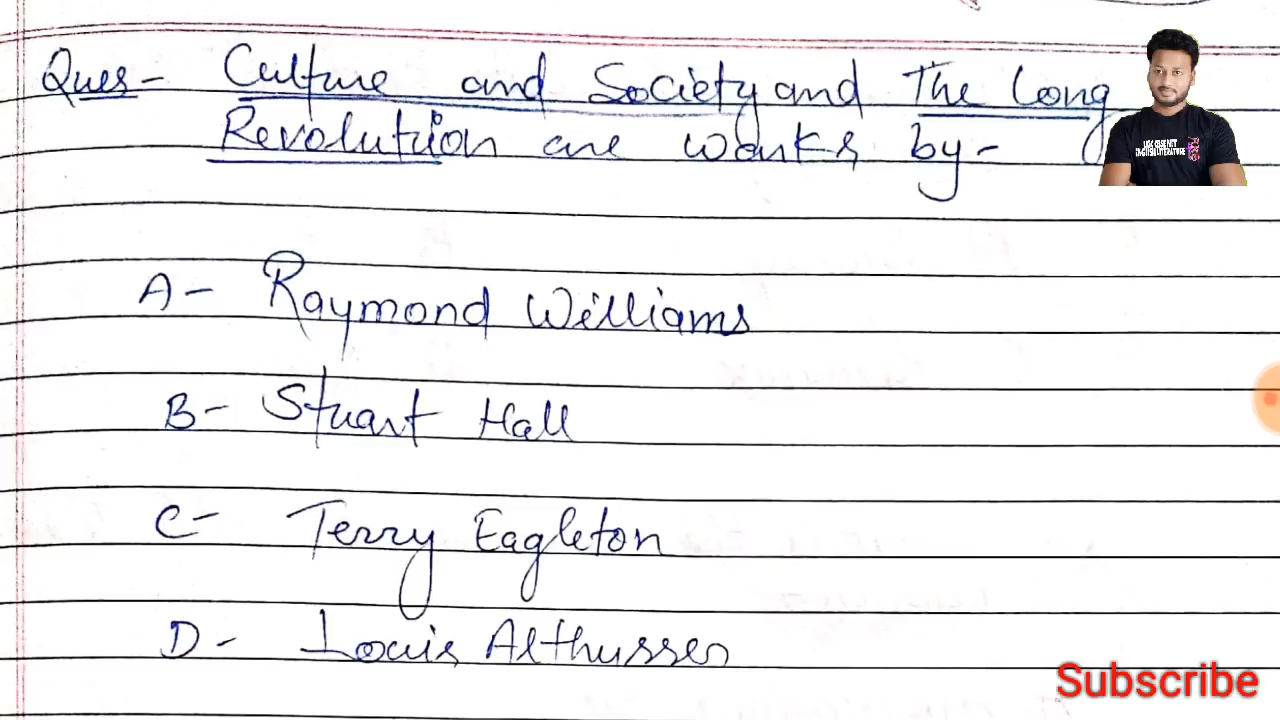 Ques- Culture and Society and The Long
Revolution are works by-
A- Raymond Williams
B- Stuart Hall
C- Terry Eagleton
D- Louis Althusser
Subscribe